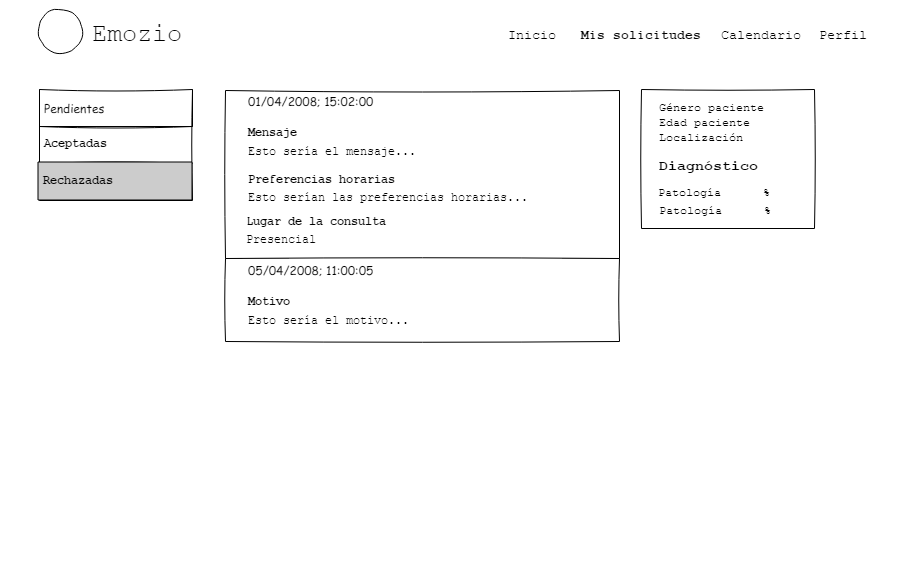 Emozio
Inicio Mis solicitudes Calendario Perfil
Pendientes
Aceptadas
Rechazadas
01/04/2008; 15:02:00
Mensaje
Esto sería el mensaje...
Preferencias horarias
Esto serían las preferencias horarias...
Lugar de la consulta
Presencial
05/04/2008; 11:00:05
Motivo
Esto sería el motivo...
Género paciente
Edad paciente
Localización
Diagnóstico
Patología %
Patología %